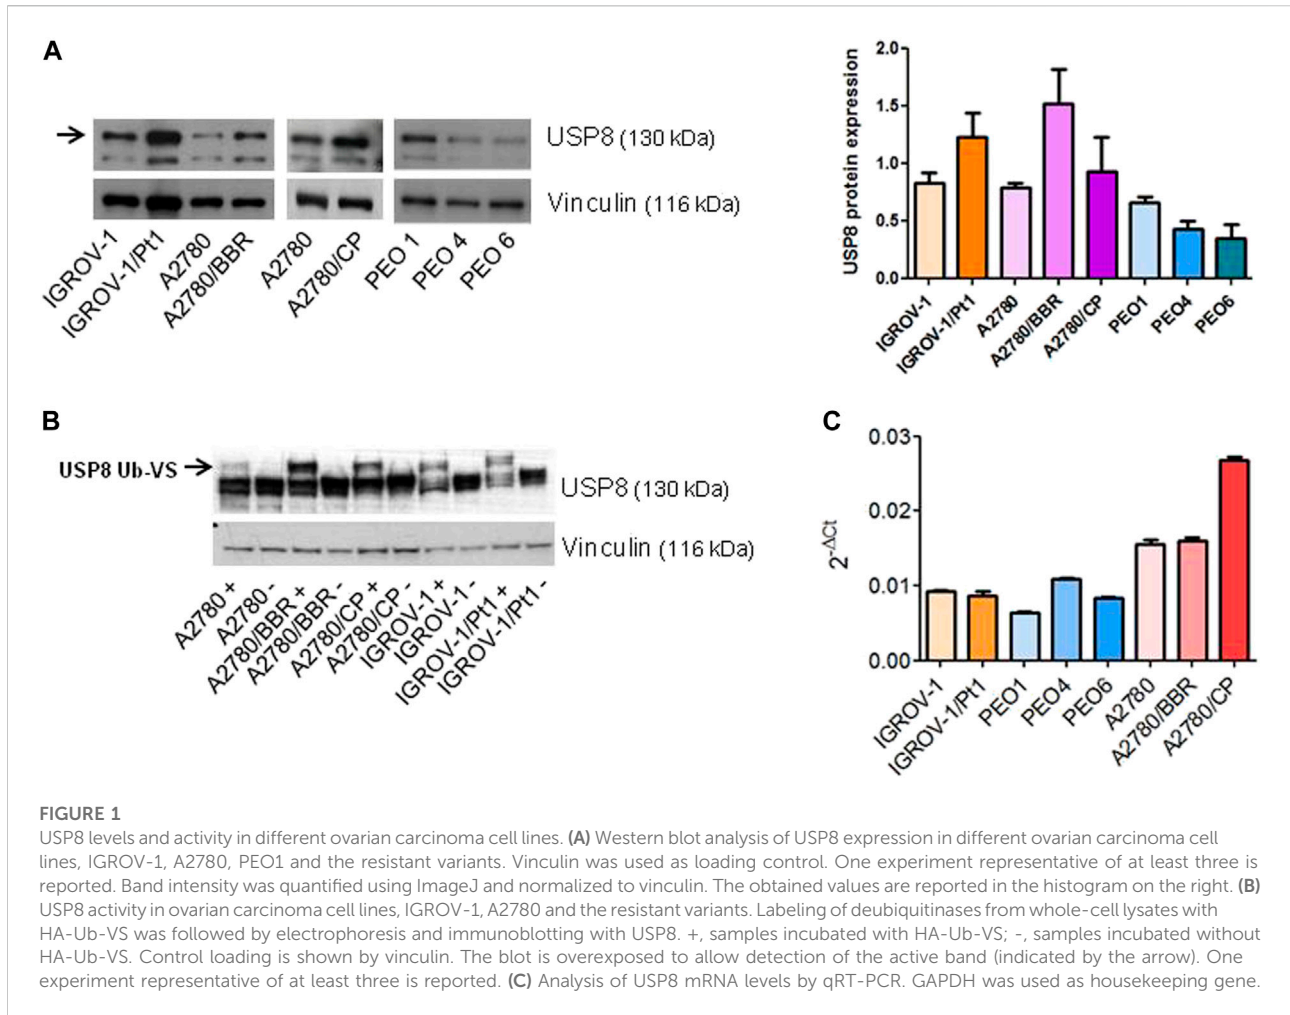 A
USP8 (130 kDa)
Vinculin (116 kDa)
IGROV-1
IGROV-1/Pt1
A2780
A2780/BBR
A2780
A2780/CP
PEO1
PEO4
PEO6
USP8 protein expression
2.0
1.5
1.0
0.5
0.0
IGROV-1
IGROV-1/Pt1
A2780
A2780/BBR
A2780/CP
PEO1
PEO4
PEO6
B
USP8 Ub-VS
USP8 (130 kDa)
Vinculin (116 kDa)
A2780 +
A2780 -
A2780/BBR +
A2780/BBR -
A2780/CP +
A2780/CP -
IGROV-1 +
IGROV-1 -
IGROV-1/Pt1 +
IGROV-1/Pt1 -
C
2^-ΔCt
0.03
0.02
0.01
0.00
IGROV-1
IGROV-1/Pt1
PEO1
PEO4
PEO6
A2780
A2780/BBR
A2780/CP
FIGURE 1
USP8 levels and activity in different ovarian carcinoma cell lines. (A) Western blot analysis of USP8 expression in different ovarian carcinoma cell
lines, IGROV-1, A2780, PEO1 and the resistant variants. Vinculin was used as loading control. One experiment representative of at least three is
reported. Band intensity was quantified using ImageJ and normalized to vinculin. The obtained values are reported in the histogram on the right. (B)
USP8 activity in ovarian carcinoma cell lines, IGROV-1, A2780 and the resistant variants. Labeling of deubiquitinases from whole-cell lysates with
HA-Ub-VS was followed by electrophoresis and immunoblotting with USP8. +, samples incubated with HA-Ub-VS; -, samples incubated without
HA-Ub-VS. Control loading is shown by vinculin. The blot is overexposed to allow detection of the active band (indicated by the arrow). One
experiment representative of at least three is reported. (C) Analysis of USP8 mRNA levels by qRT-PCR. GAPDH was used as housekeeping gene.